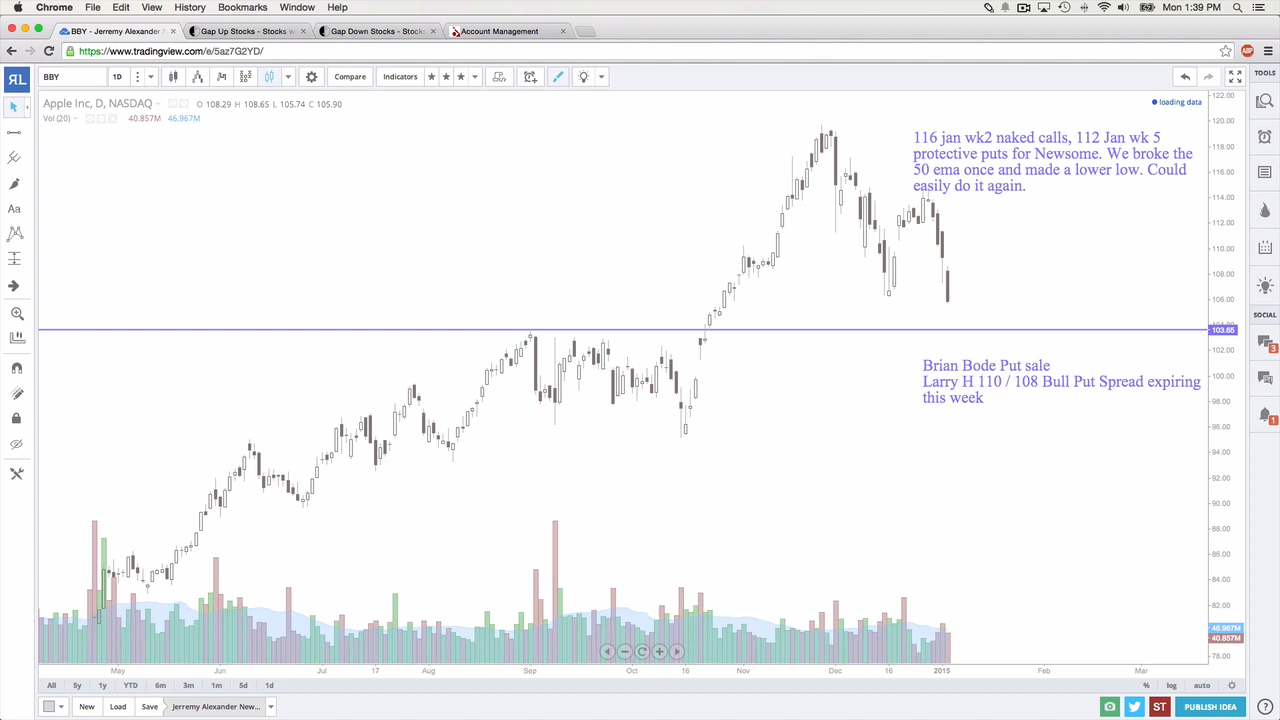 Chrome File Edit View History Bookmarks Window Help Mon 1:39 PM
BBY - Jerremy Alexander N Gap Up Stocks - Stocks w Gap Down Stocks - Stocks Account Management
https://www.tradingview.com/e/5az7G2YD/
BBY 1D Compare Indicators
TOOLS
Apple Inc, D, NASDAQ O 108.29 H 108.65 L 105.74 C 105.90
Vol (20) 40.857M 46.967M
loading data
116 jan wk2 naked calls, 112 Jan wk 5
protective puts for Newsome. We broke the
50 ema once and made a lower low. Could
easily do it again.
122.00
120.00
118.00
116.00
114.00
112.00
110.00
108.00
106.00
104.00
103.65
102.00
100.00
98.00
96.00
94.00
92.00
90.00
88.00
86.00
84.00
82.00
46.967M
40.857M
78.00
SOCIAL
3
1
Brian Bode Put sale
Larry H 110 / 108 Bull Put Spread expiring
this week
May Jun Jul 17 Aug Sep Oct 16 Nov Dec 16 2015 Feb Mar
All 5y 1y YTD 6m 3m 1m 5d 1d % log auto
New Load Save Jerremy Alexander New... ST PUBLISH IDEA
Aa
ABP